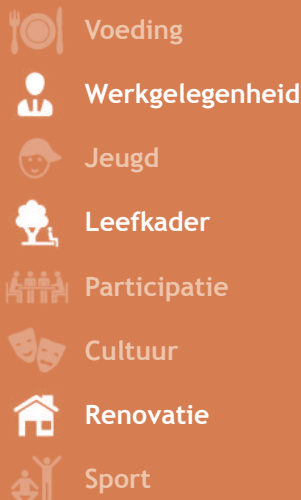 Voeding
Werkgelegenheid
Jeugd
Leefkader
Participatie
Cultuur
Renovatie
Sport